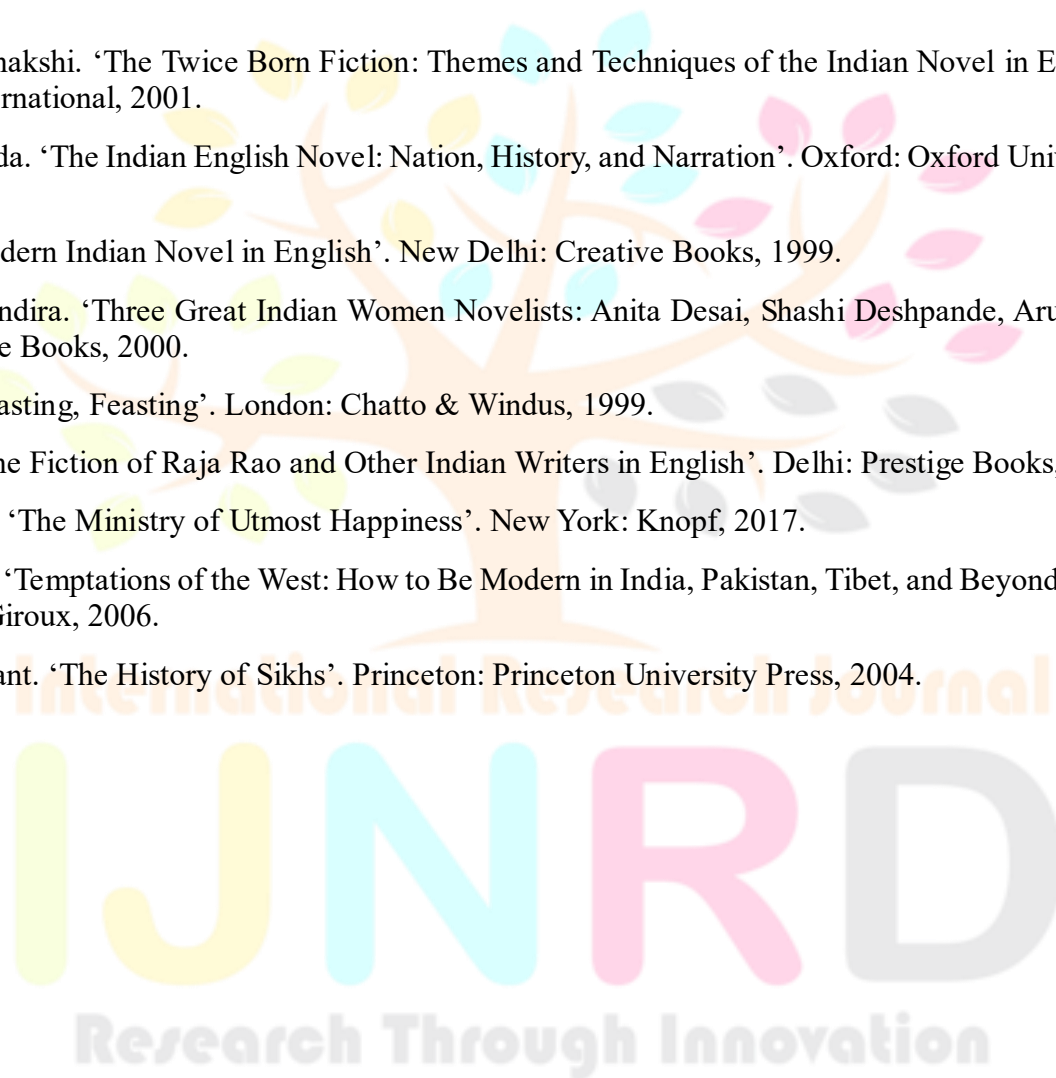 nakshi. ‘The Twice Born Fiction: Themes and Techniques of the Indian Novel in E
rnational, 2001.
da. ‘The Indian English Novel: Nation, History, and Narration’. Oxford: Oxford Uni
dern Indian Novel in English’. New Delhi: Creative Books, 1999.
ndira. ‘Three Great Indian Women Novelists: Anita Desai, Shashi Deshpande, Aru
e Books, 2000.
asting, Feasting’. London: Chatto & Windus, 1999.
he Fiction of Raja Rao and Other Indian Writers in English’. Delhi: Prestige Books,
‘The Ministry of Utmost Happiness’. New York: Knopf, 2017.
‘Temptations of the West: How to Be Modern in India, Pakistan, Tibet, and Beyond
Giroux, 2006.
ant. ‘The History of Sikhs’. Princeton: Princeton University Press, 2004.
International Research Journal
IJNRD
Research Through Innovation